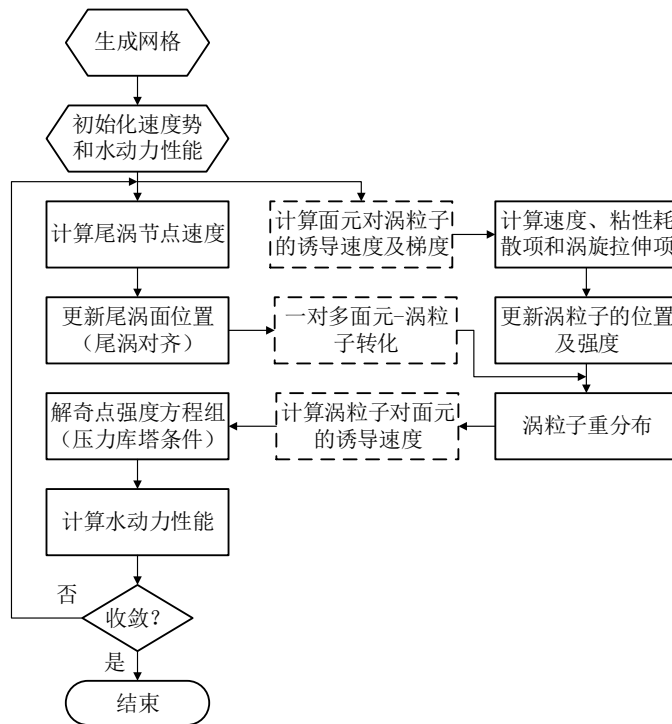 生成网格
初始化速度势
和水动力性能
计算尾涡节点速度
计算面元对涡粒子
的诱导速度及梯度
计算速度、粘性耗
散项和涡旋拉伸项
更新尾涡面位置
（尾涡对齐）
一对多面元-涡粒
子转化
更新涡粒子的位置
及强度
解奇点强度方程组
（压力库塔条件）
计算涡粒子对面元
的诱导速度
涡粒子重分布
计算水动力性能
否
收敛？
是
结束